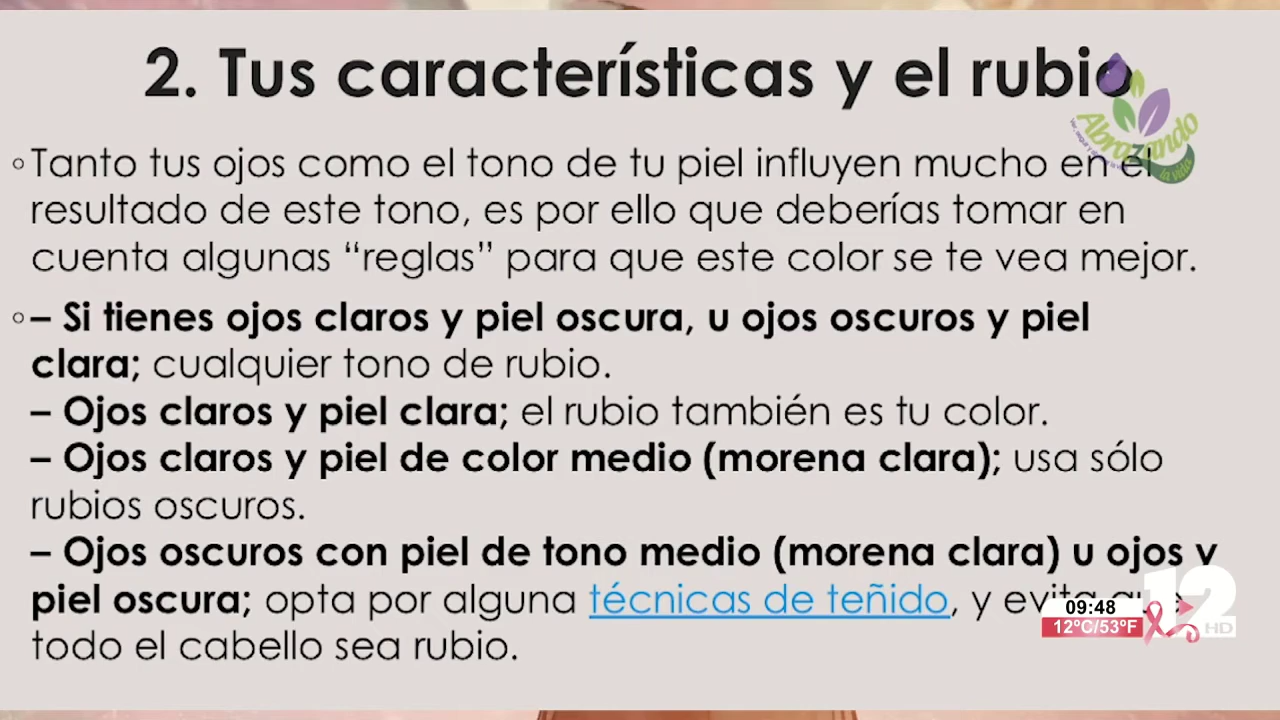 2. Tus características y el rubio
Abrazando
la vida
◦Tanto tus ojos como el tono de tu piel influyen mucho en el
resultado de este tono, es por ello que deberías tomar en
cuenta algunas “reglas” para que este color se te vea mejor.
◦– Si tienes ojos claros y piel oscura, u ojos oscuros y piel
clara; cualquier tono de rubio.
– Ojos claros y piel clara; el rubio también es tu color.
– Ojos claros y piel de color medio (morena clara); usa sólo
rubios oscuros.
– Ojos oscuros con piel de tono medio (morena clara) u ojos y
piel oscura; opta por alguna técnicas de teñido, y evita que
todo el cabello sea rubio.
09:48
12°C/53°F
12
HD